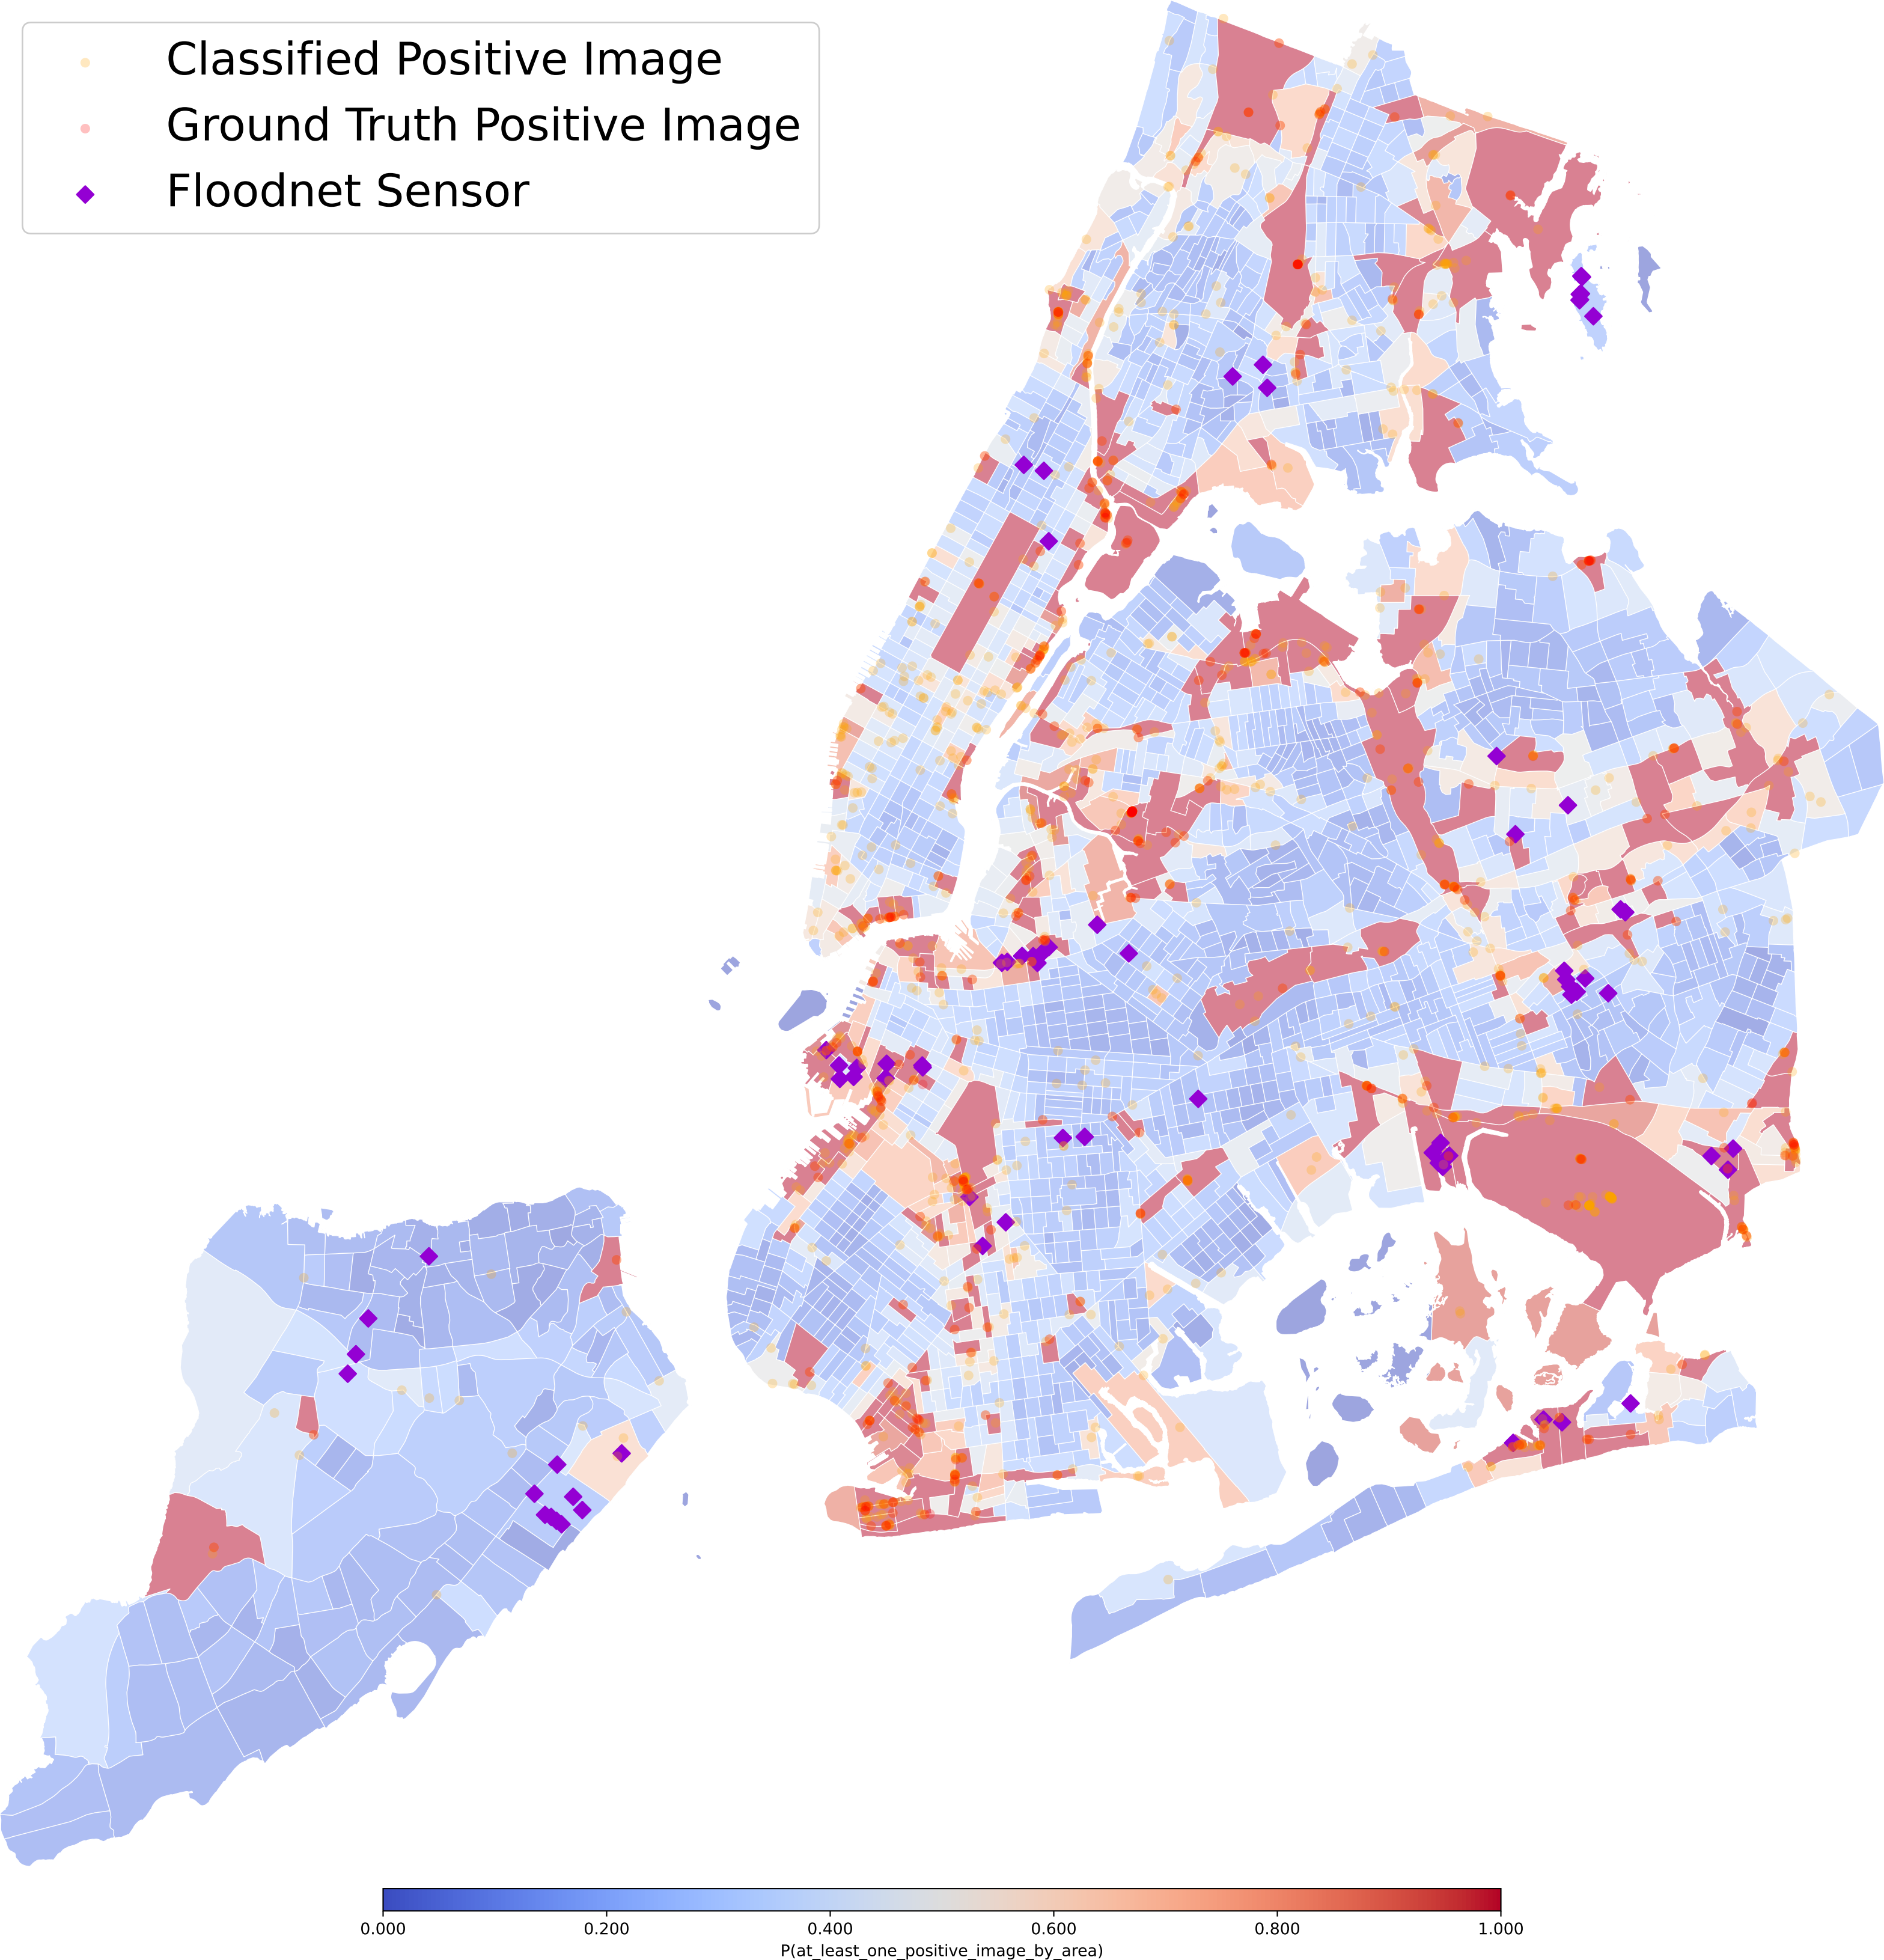 Classified Positive Image
Ground Truth Positive Image
Floodnet Sensor
0.000 0.200 0.400 0.600 0.800 1.000
P(at_least_one_positive_image_by_area)